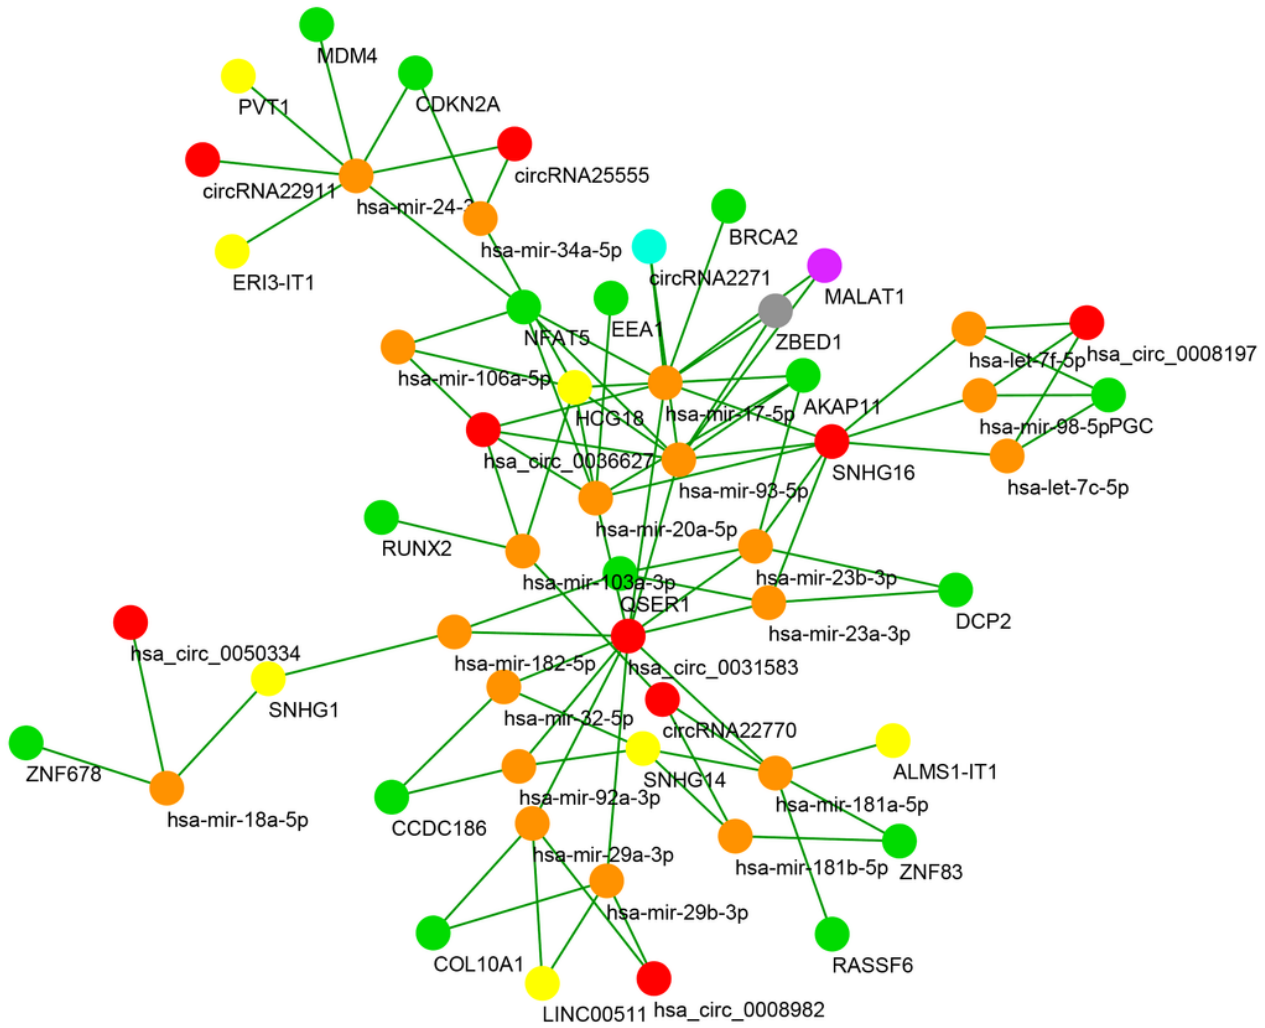 MDM4
PVT1
CDKN2A
circRNA25555
circRNA22911
hsa-mir-24-3
hsa-mir-34a-5p
BRCA2
ERI3-IT1
circRNA2271
MALAT1
NFAT5
EEA1
ZBED1
hsa-let-7f-5p
hsa_circ_0008197
hsa-mir-106a-5p
HCG18
hsa-mir-17-5p
AKAP11
hsa-mir-98-5p
PGC
hsa_circ_0036627
hsa-mir-93-5p
SNHG16
hsa-let-7c-5p
hsa-mir-20a-5p
RUNX2
hsa-mir-103a-3p
hsa-mir-23b-3p
QSER1
hsa-mir-23a-3p
DCP2
hsa_circ_0050334
hsa-mir-182-5p
hsa_circ_0031583
SNHG1
hsa-mir-32-5p
circRNA22770
ZNF678
SNHG14
ALMS1-IT1
hsa-mir-92a-3p
hsa-mir-181a-5p
hsa-mir-18a-5p
CCDC186
hsa-mir-29a-3p
hsa-mir-181b-5p
ZNF83
hsa-mir-29b-3p
COL10A1
RASSF6
LINC00511
hsa_circ_0008982